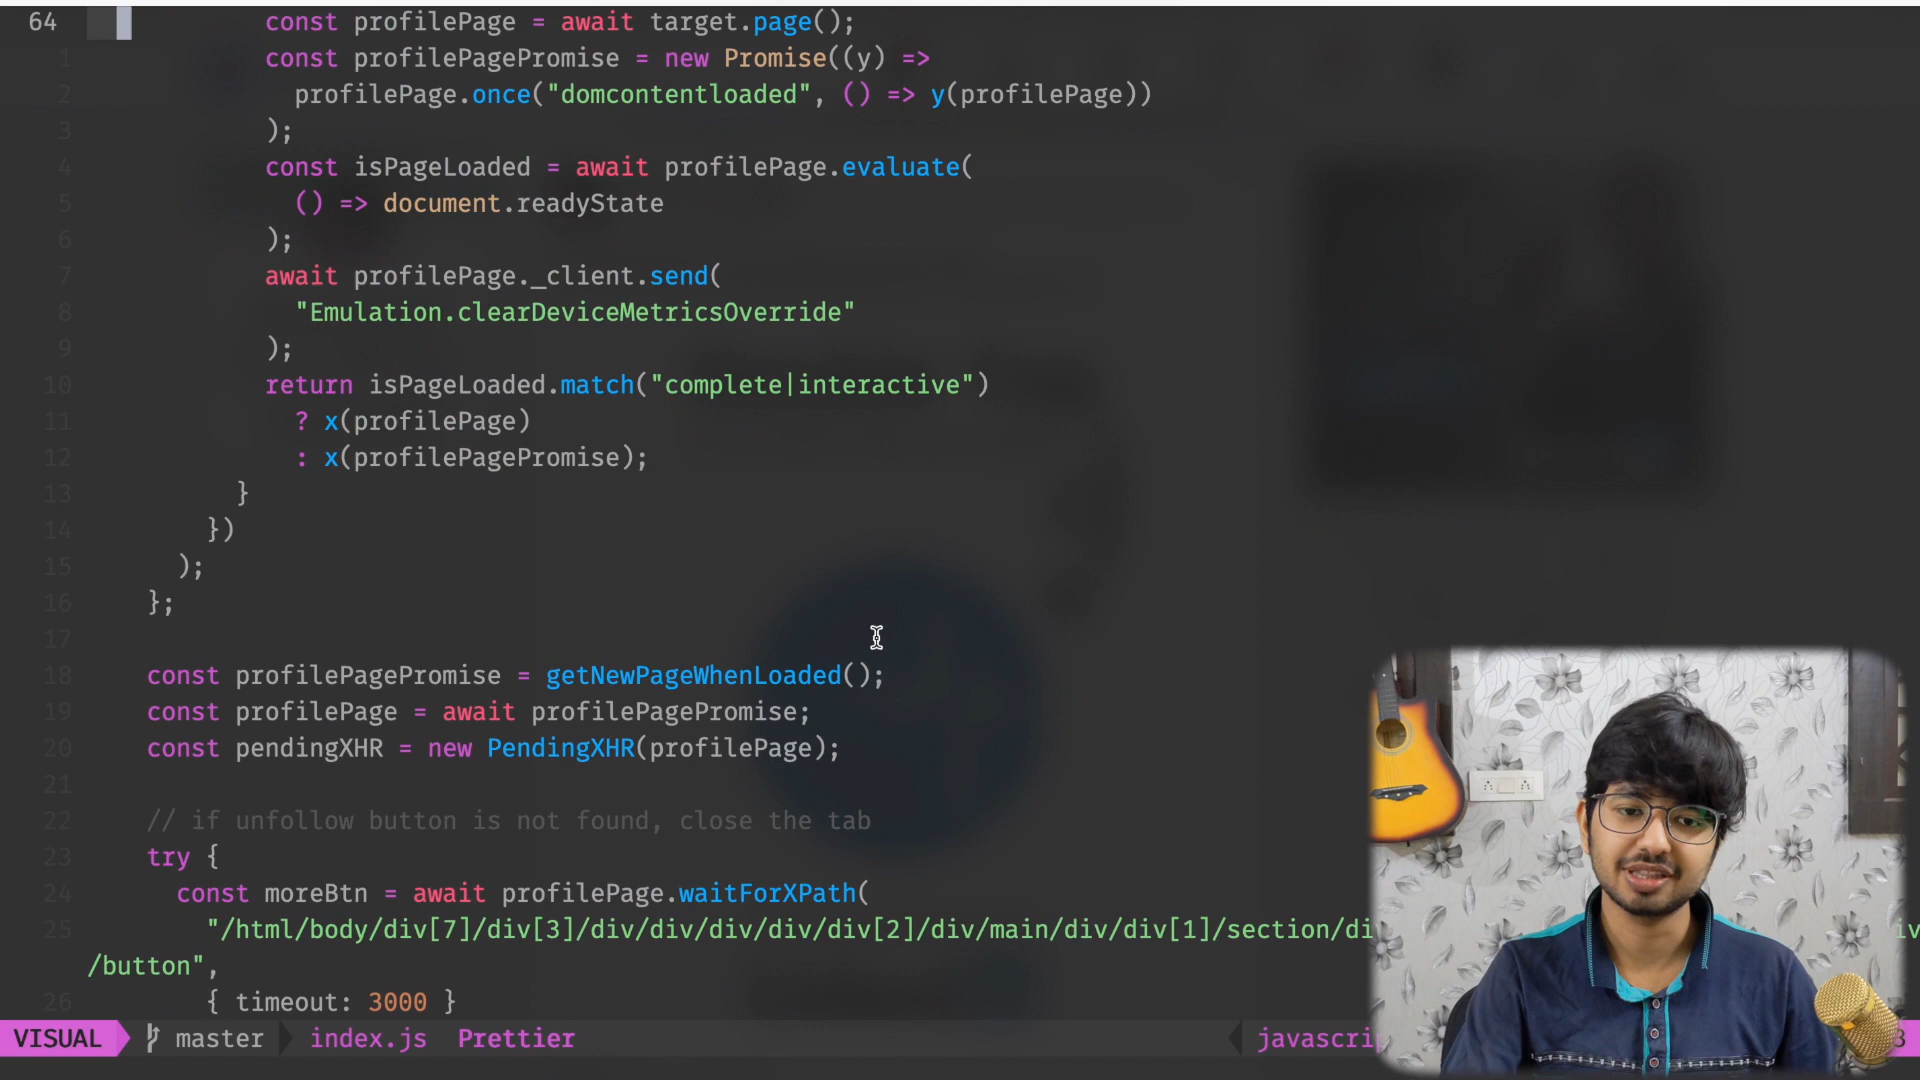 64 const profilePage = await target.page();
1 const profilePagePromise = new Promise((y) =>
2 profilePage.once("domcontentloaded", () => y(profilePage))
3 );
4 const isPageLoaded = await profilePage.evaluate(
5 () => document.readyState
6 );
7 await profilePage._client.send(
8 "Emulation.clearDeviceMetricsOverride"
9 );
10 return isPageLoaded.match("complete|interactive")
11 ? x(profilePage)
12 : x(profilePagePromise);
13 }
14 })
15 );
16 };
17
18 const profilePagePromise = getNewPageWhenLoaded();
19 const profilePage = await profilePagePromise;
20 const pendingXHR = new PendingXHR(profilePage);
21
22 // if unfollow button is not found, close the tab
23 try {
24 const moreBtn = await profilePage.waitForXPath(
25 "/html/body/div[7]/div[3]/div/div/div/div/div[2]/div/main/div/div[1]/section/di
/button",
26 { timeout: 3000 }
VISUAL master index.js Prettier